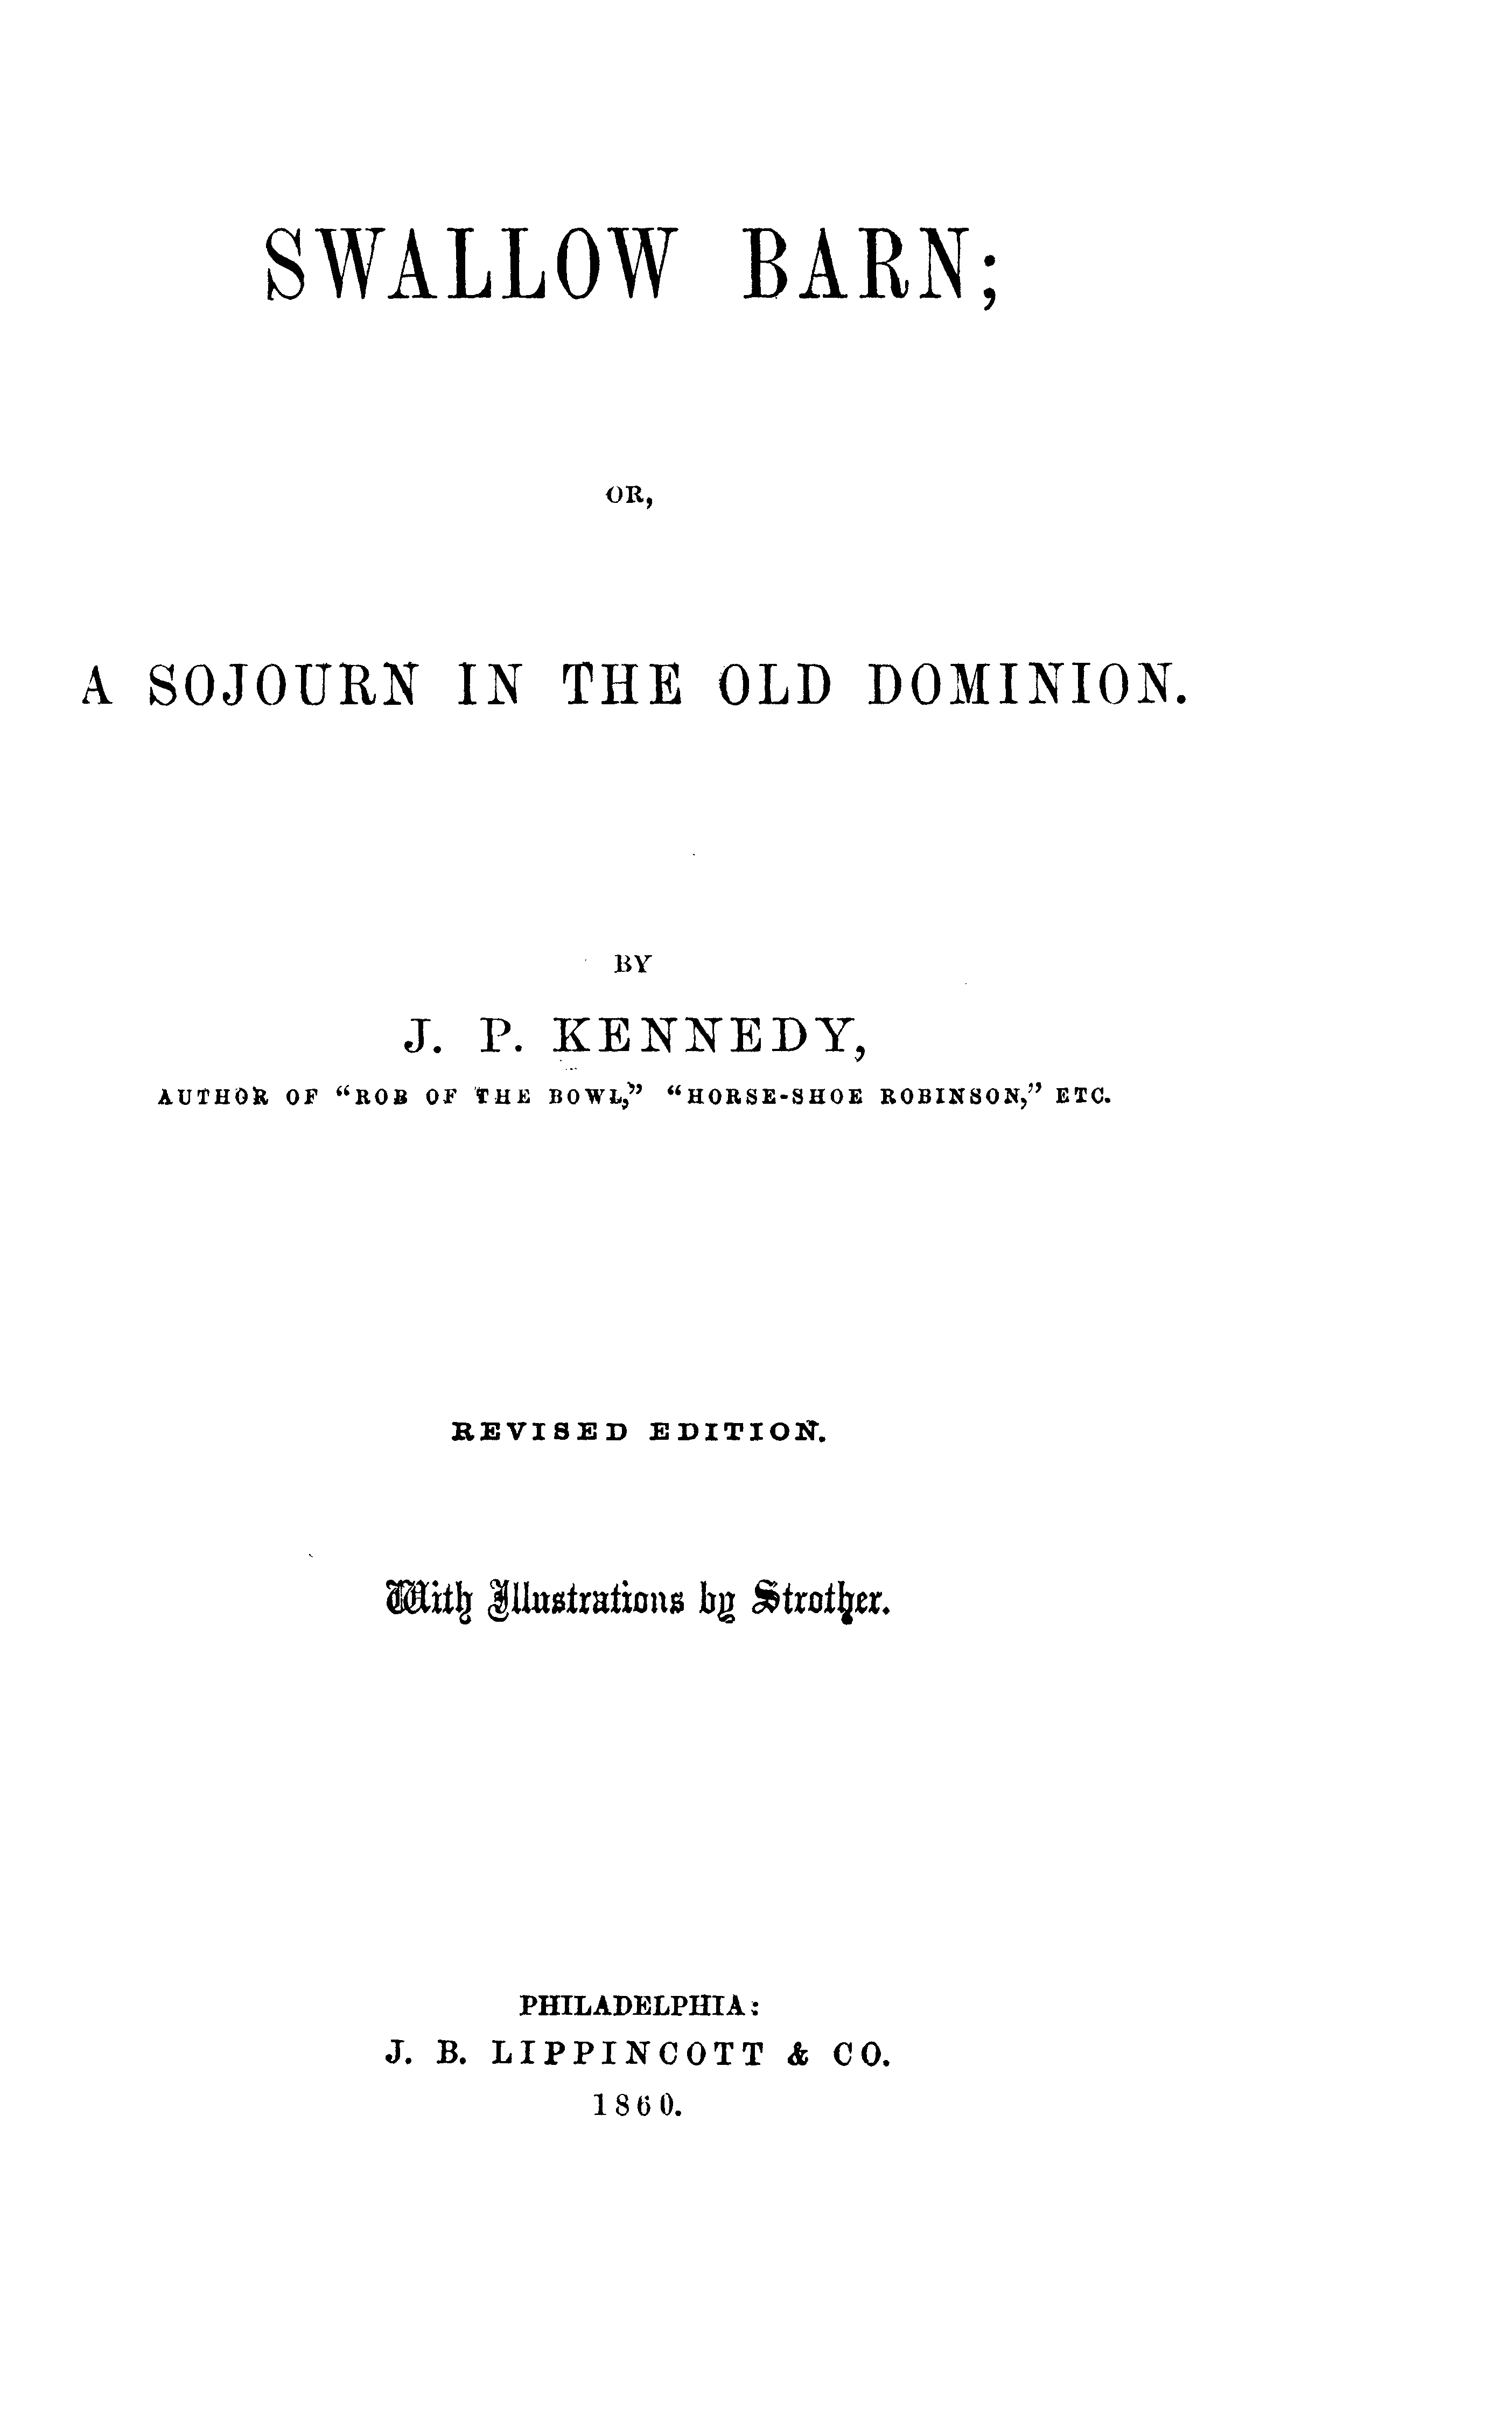 SWALLOW BARN;
OR,
A SOJOURN IN THE OLD DOMINION.
BY
J. P. KENNEDY,
AUTHOR OF “ROB OF THE BOWL,” “HORSE-SHOE ROBINSON,” ETC.
REVISED EDITION.
With Illustrations by Strother.
PHILADELPHIA:
J. B. LIPPINCOTT & CO.
1860.